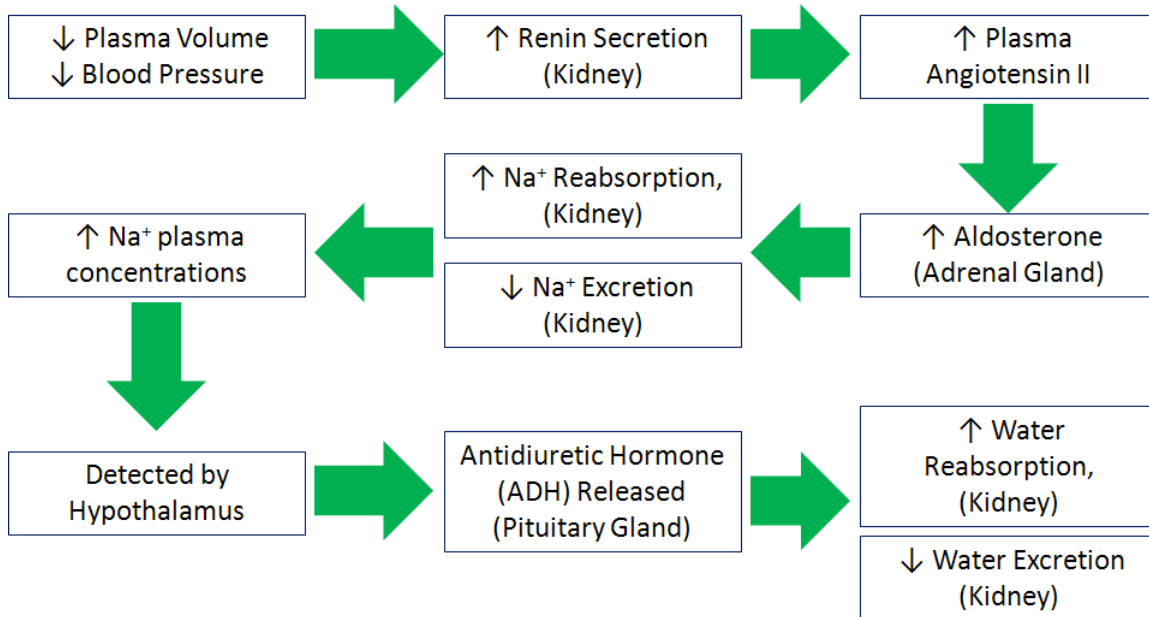 ↓ Plasma Volume
↓ Blood Pressure
↑ Renin Secretion
(Kidney)
↑ Plasma
Angiotensin II
↑ Aldosterone
(Adrenal Gland)
↑ Na⁺ Reabsorption,
(Kidney)
↓ Na⁺ Excretion
(Kidney)
↑ Na⁺ plasma
concentrations
Detected by
Hypothalamus
Antidiuretic Hormone
(ADH) Released
(Pituitary Gland)
↑ Water
Reabsorption,
(Kidney)
↓ Water Excretion
(Kidney)